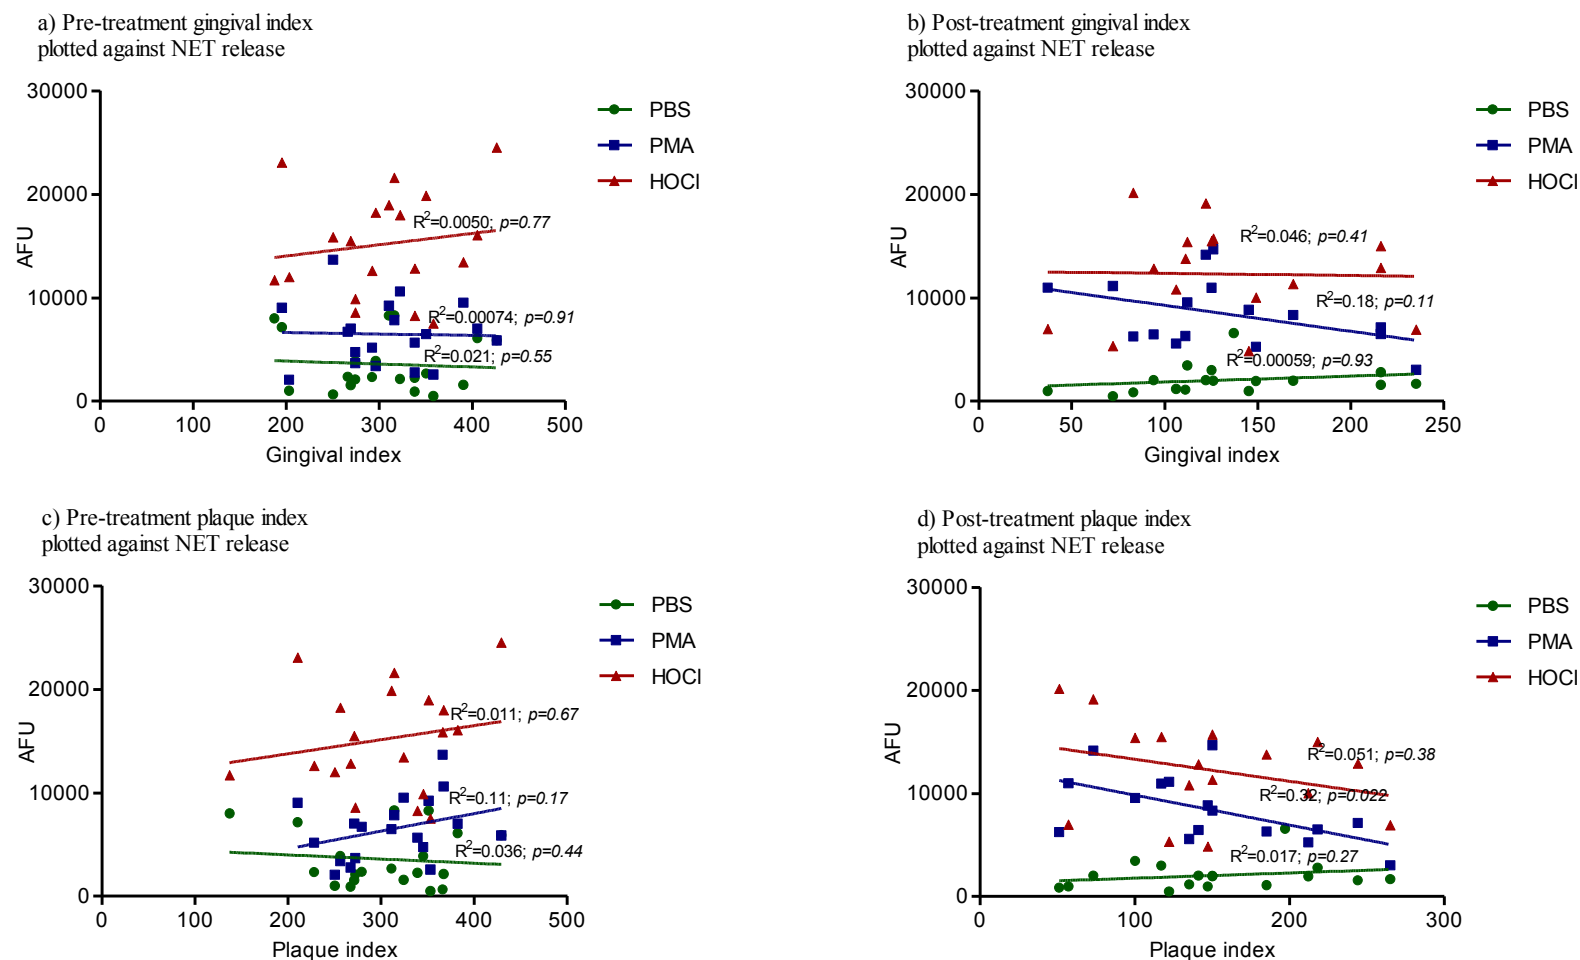 a) Pre-treatment gingival index
plotted against NET release
30000
20000
10000
0
AFU
PBS
PMA
HOCl
R2=0.0050; p=0.77
R2=0.00074; p=0.91
R2=0.021; p=0.55
0 100 200 300 400 500
Gingival index
b) Post-treatment gingival index
plotted against NET release
30000
20000
10000
0
AFU
PBS
PMA
HOCl
R2=0.046; p=0.41
R2=0.18; p=0.11
R2=0.00059; p=0.93
0 50 100 150 200 250
Gingival index
c) Pre-treatment plaque index
plotted against NET release
30000
20000
10000
0
AFU
PBS
PMA
HOCl
R2=0.011; p=0.67
R2=0.11; p=0.17
R2=0.036; p=0.44
0 100 200 300 400 500
Plaque index
d) Post-treatment plaque index
plotted against NET release
30000
20000
10000
0
AFU
PBS
PMA
HOCl
R2=0.051; p=0.38
R2=0.32; p=0.022
R2=0.017; p=0.27
0 100 200 300
Plaque index